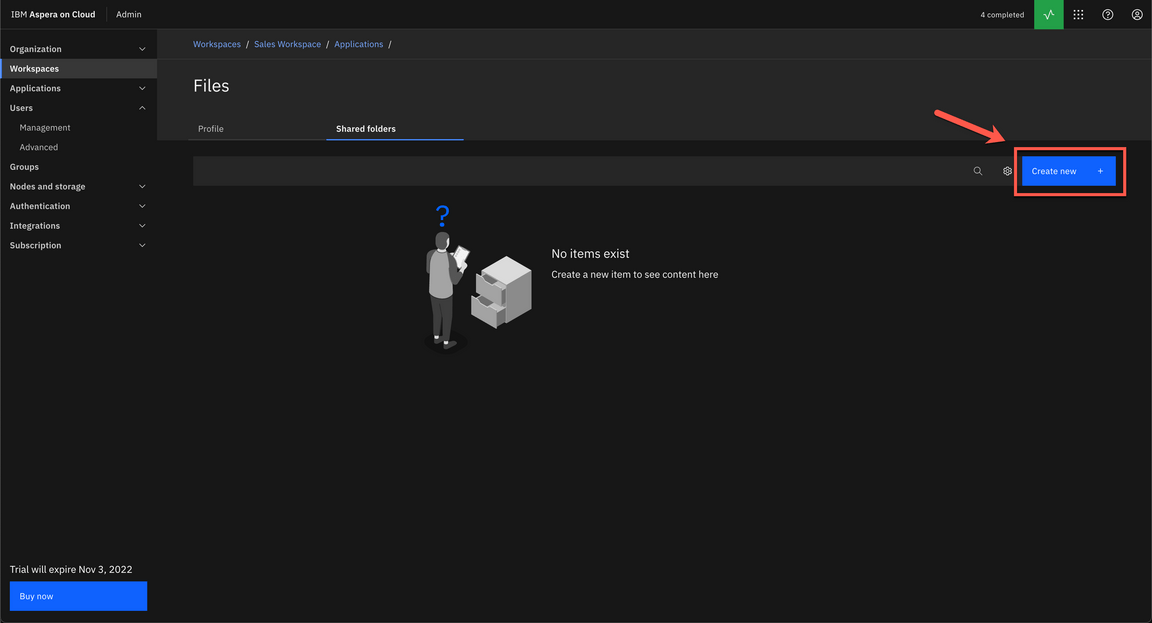 IBM Aspera on Cloud Admin 4 completed
Workspaces / Sales Workspace / Applications /
Organization
Workspaces
Applications
Users
Management
Advanced
Groups
Nodes and storage
Authentication
Integrations
Subscription
Files
Profile Shared folders
Create new +
?
No items exist
Create a new item to see content here
Trial will expire Nov 3, 2022
Buy now